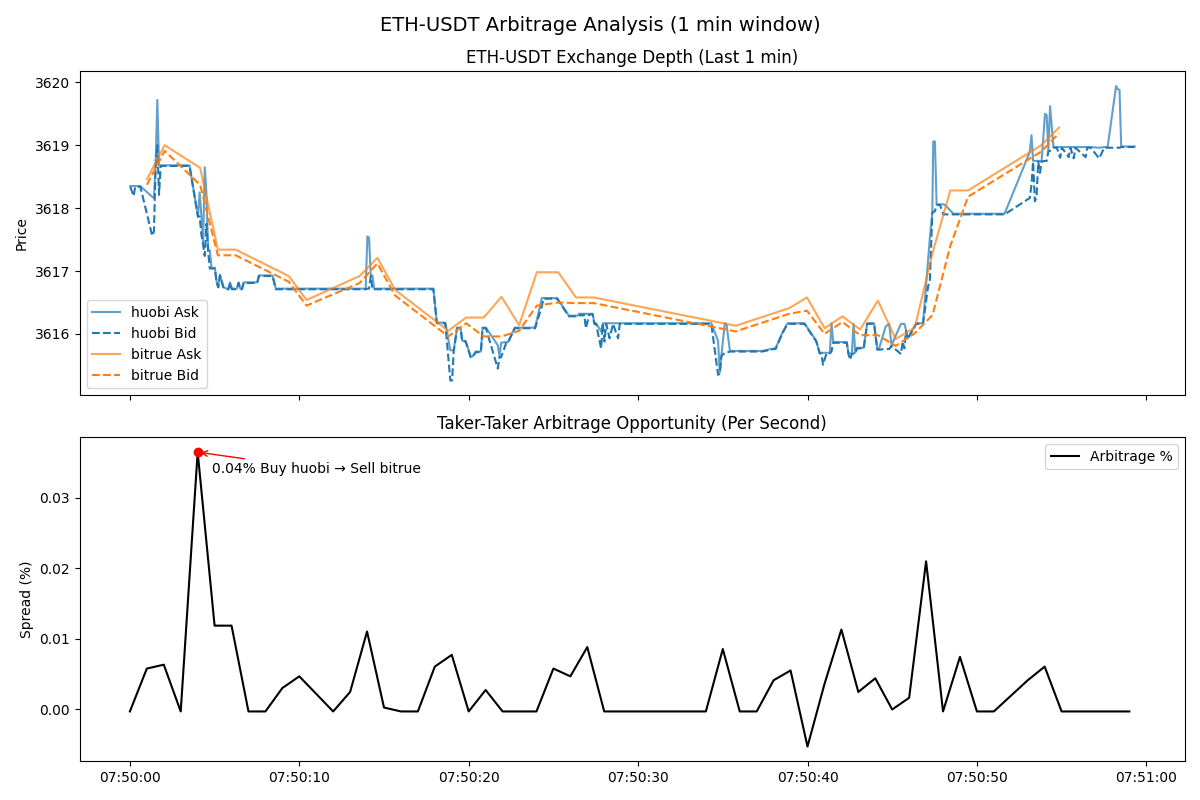 ETH-USDT Arbitrage Analysis (1 min window)
ETH-USDT Exchange Depth (Last 1 min)
Price
3620
3619
3618
3617
3616
huobi Ask
huobi Bid
bitrue Ask
bitrue Bid
Taker-Taker Arbitrage Opportunity (Per Second)
Spread (%)
0.03
0.02
0.01
0.00
0.04% Buy huobi → Sell bitrue
Arbitrage %
07:50:00 07:50:10 07:50:20 07:50:30 07:50:40 07:50:50 07:51:00